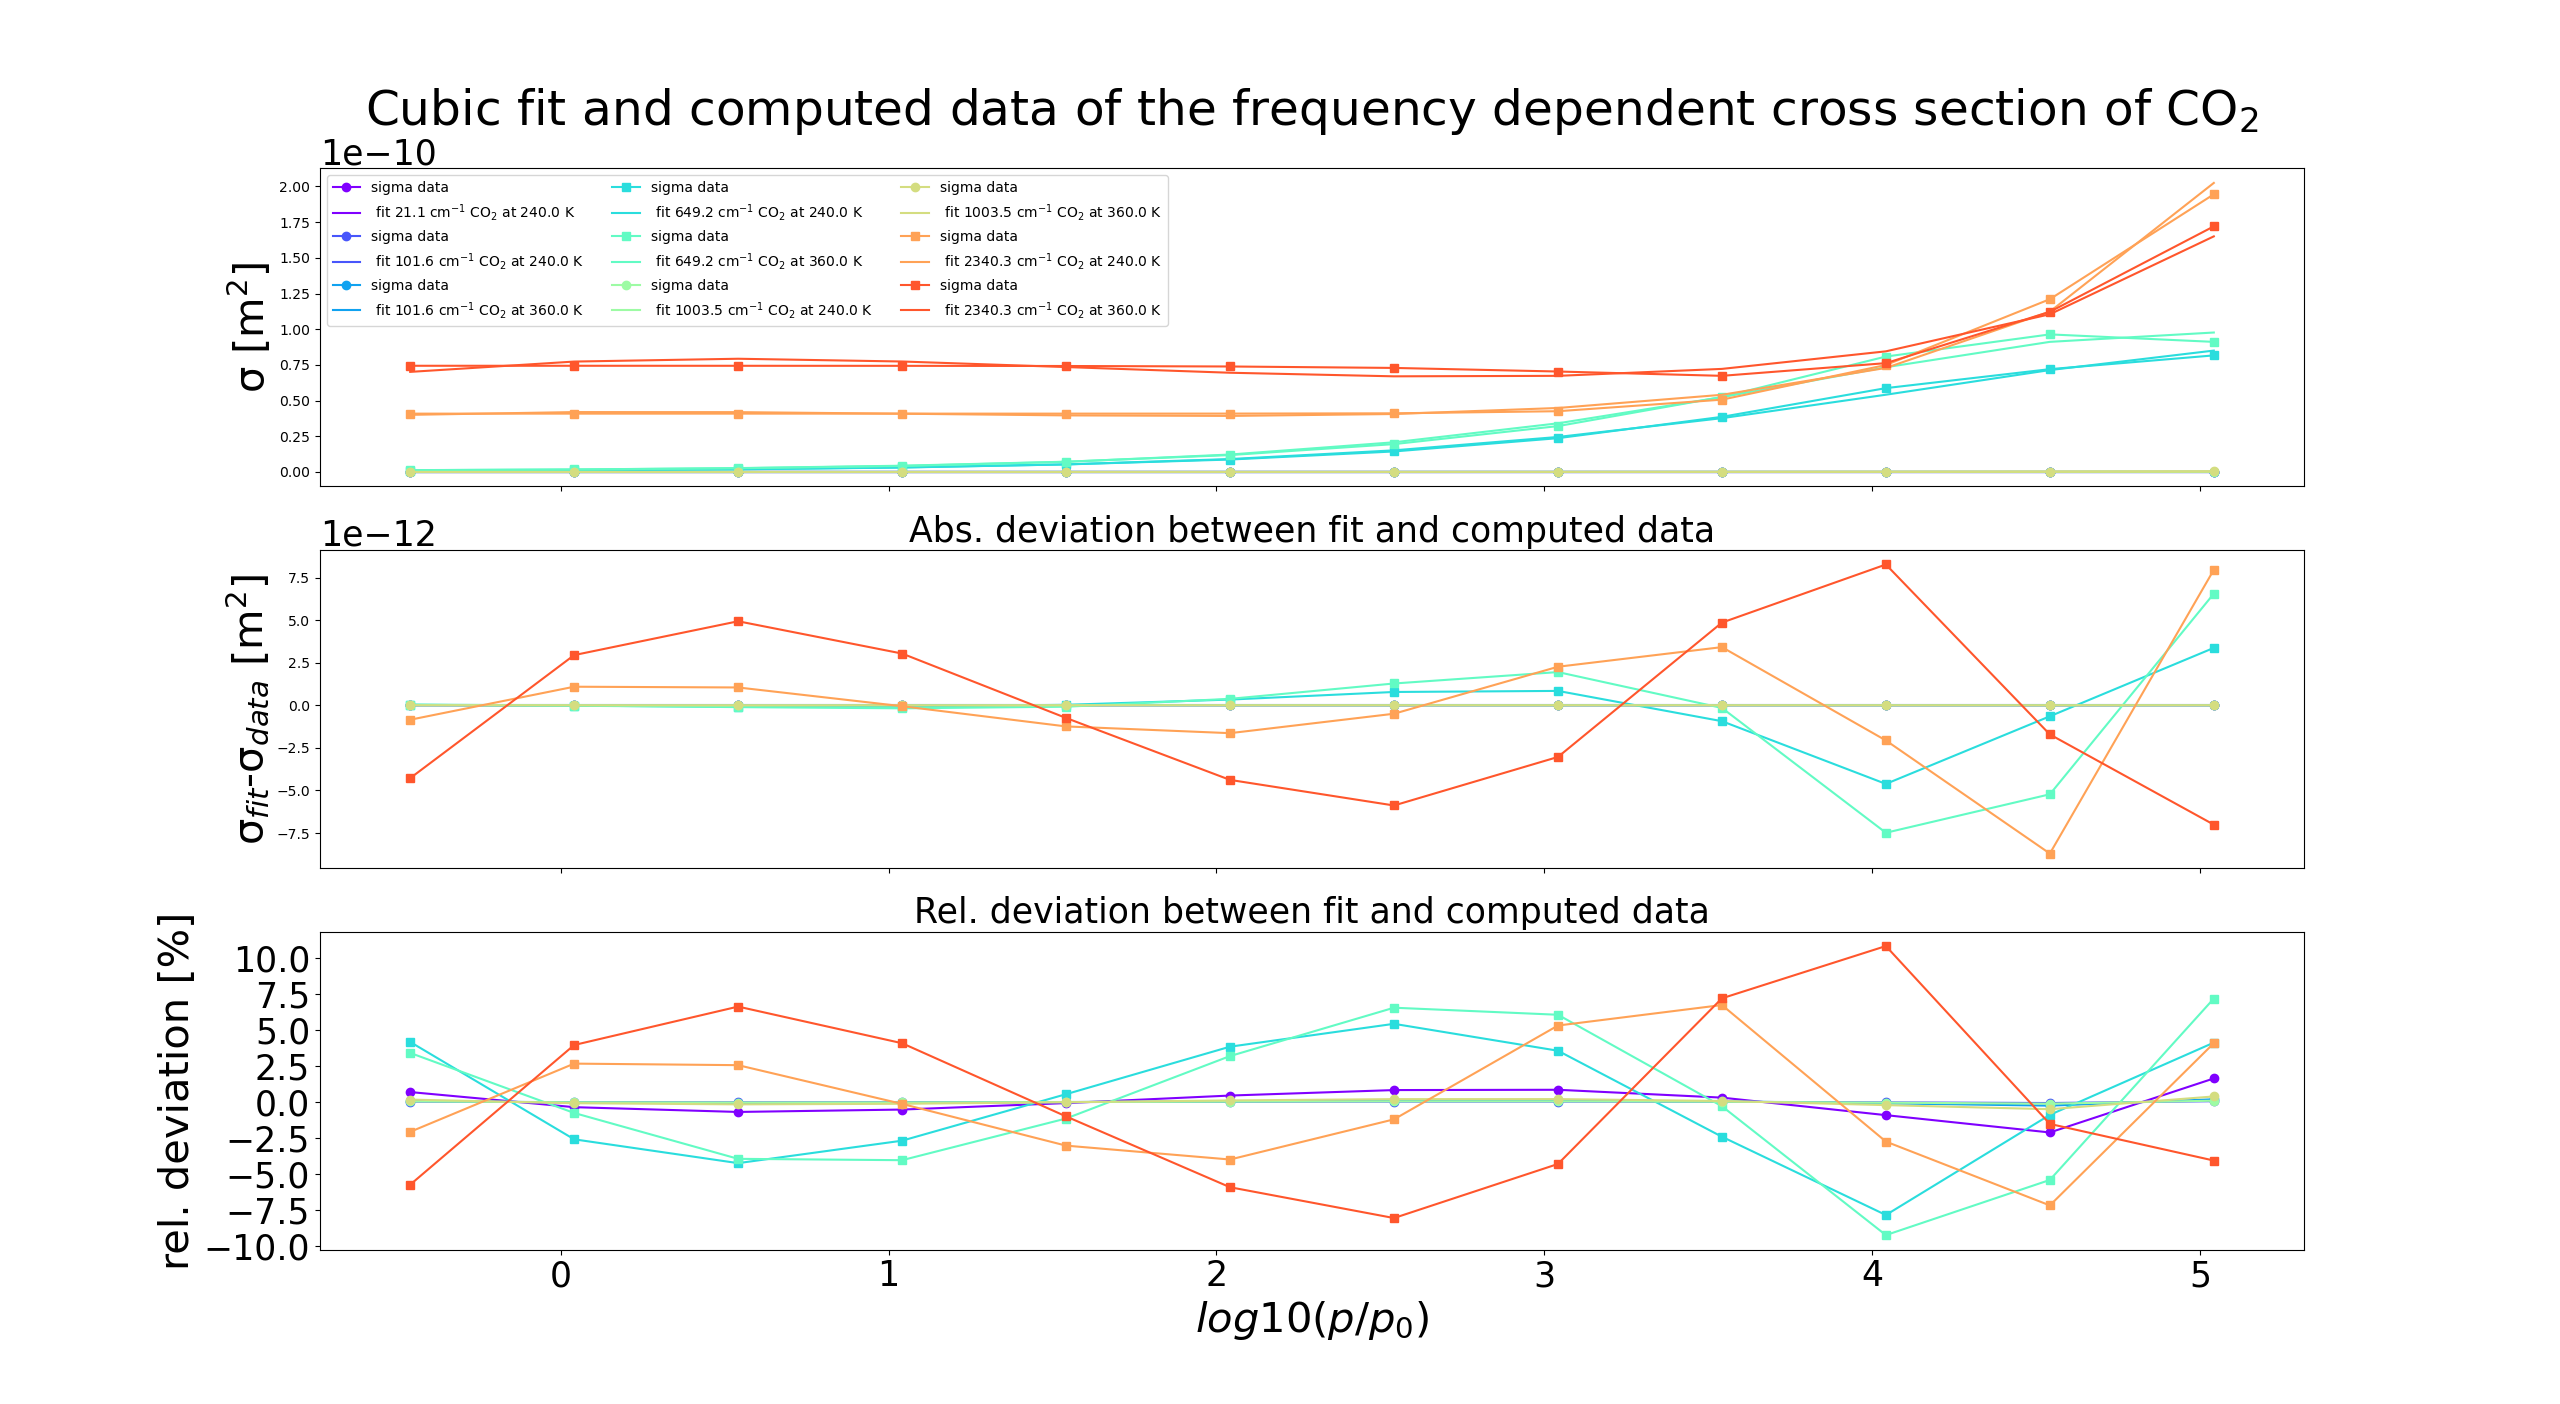 Cubic fit and computed data of the frequency dependent cross section of CO₂
1e−10
σ [m²]
2.00
1.75
1.50
1.25
1.00
0.75
0.50
0.25
0.00
sigma data
fit 21.1 cm⁻¹ CO₂ at 240.0 K
sigma data
fit 101.6 cm⁻¹ CO₂ at 240.0 K
sigma data
fit 101.6 cm⁻¹ CO₂ at 360.0 K
sigma data
fit 649.2 cm⁻¹ CO₂ at 240.0 K
sigma data
fit 649.2 cm⁻¹ CO₂ at 360.0 K
sigma data
fit 1003.5 cm⁻¹ CO₂ at 240.0 K
sigma data
fit 1003.5 cm⁻¹ CO₂ at 360.0 K
sigma data
fit 2340.3 cm⁻¹ CO₂ at 240.0 K
sigma data
fit 2340.3 cm⁻¹ CO₂ at 360.0 K
Abs. deviation between fit and computed data
1e−12
σfit-σdata [m²]
7.5
5.0
2.5
0.0
−2.5
−5.0
−7.5
Rel. deviation between fit and computed data
rel. deviation [%]
10.0
7.5
5.0
2.5
0.0
−2.5
−5.0
−7.5
−10.0
0 1 2 3 4 5
log10(p/p₀)